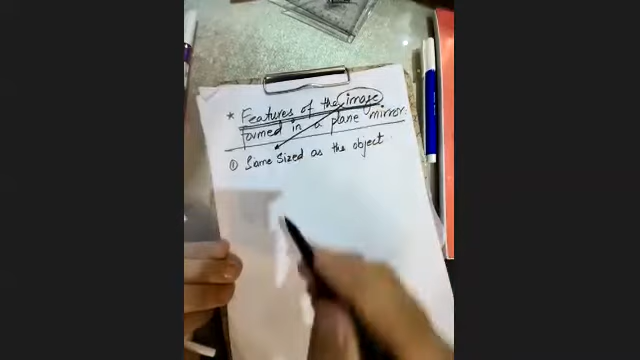 * Features of the image
formed in a plane mirror.
① Same Sized as the object.